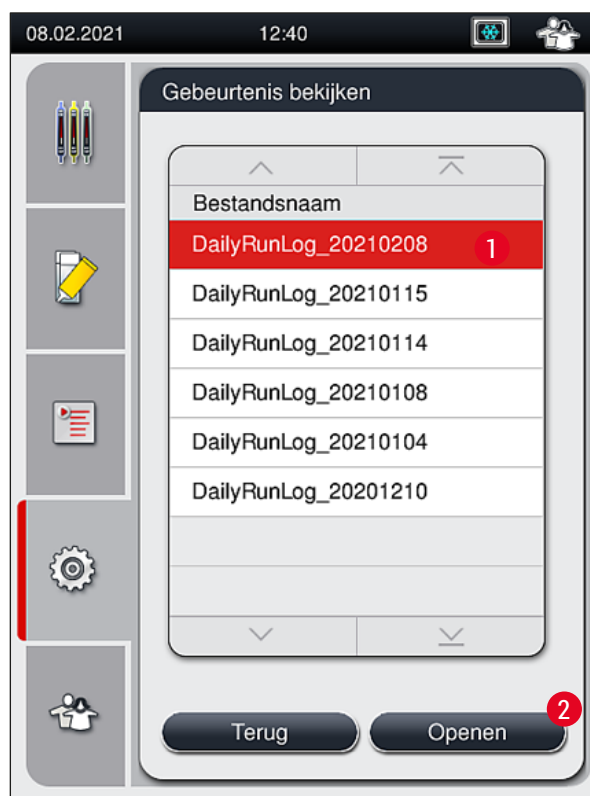 08.02.2021 12:40
Gebeurtenis bekijken
Bestandsnaam
DailyRunLog_20210208 1
DailyRunLog_20210115
DailyRunLog_20210114
DailyRunLog_20210108
DailyRunLog_20210104
DailyRunLog_20201210
2
Terug Openen